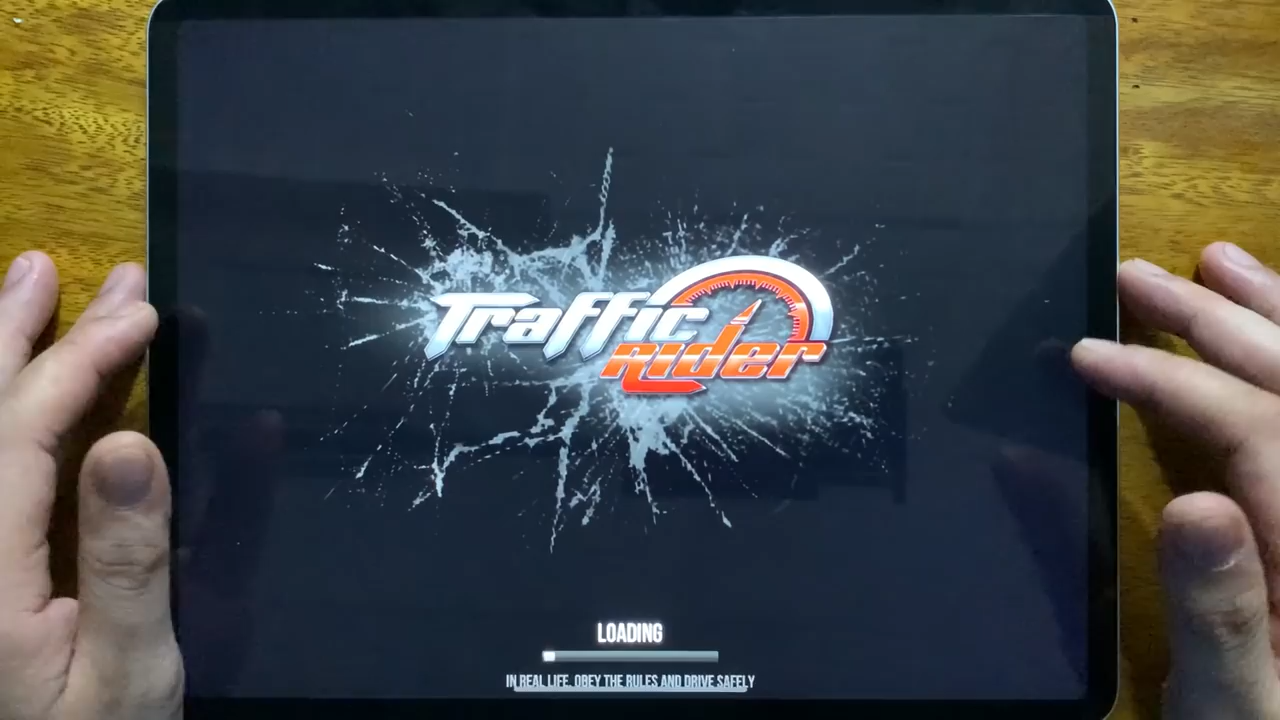 Traffic
Rider
LOADING
IN REAL LIFE, OBEY THE RULES AND DRIVE SAFELY